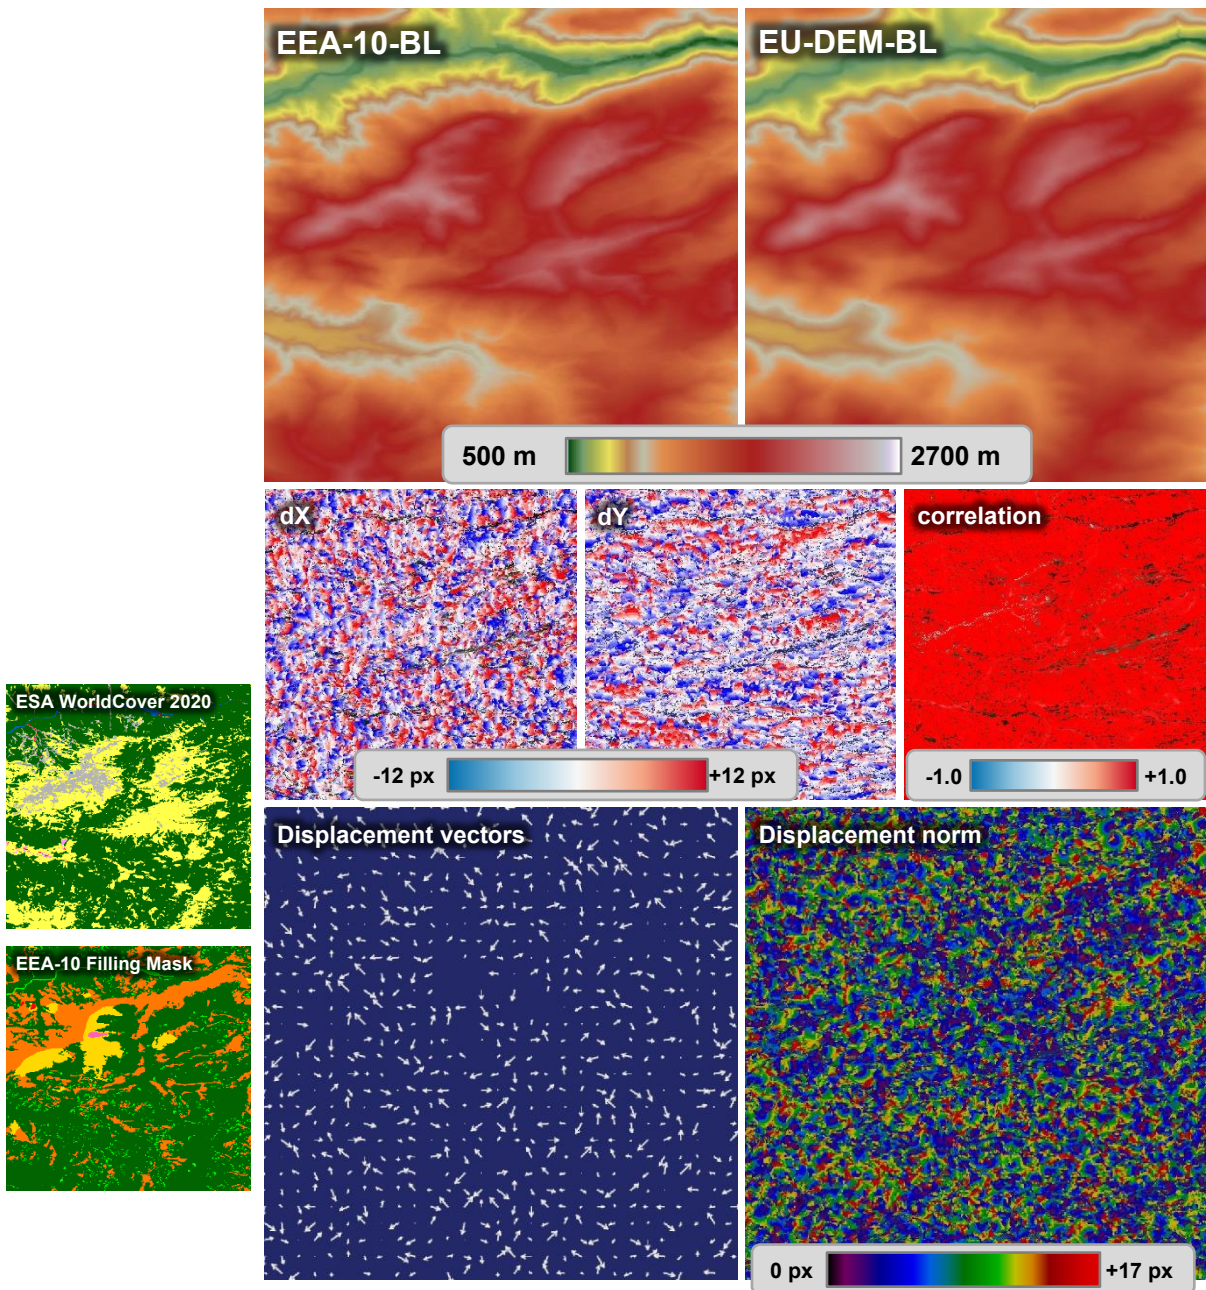 EEA-10-BL
EU-DEM-BL
500 m
2700 m
dX
dY
correlation
-12 px
+12 px
-1.0
+1.0
ESA WorldCover 2020
EEA-10 Filling Mask
Displacement vectors
Displacement norm
0 px
+17 px